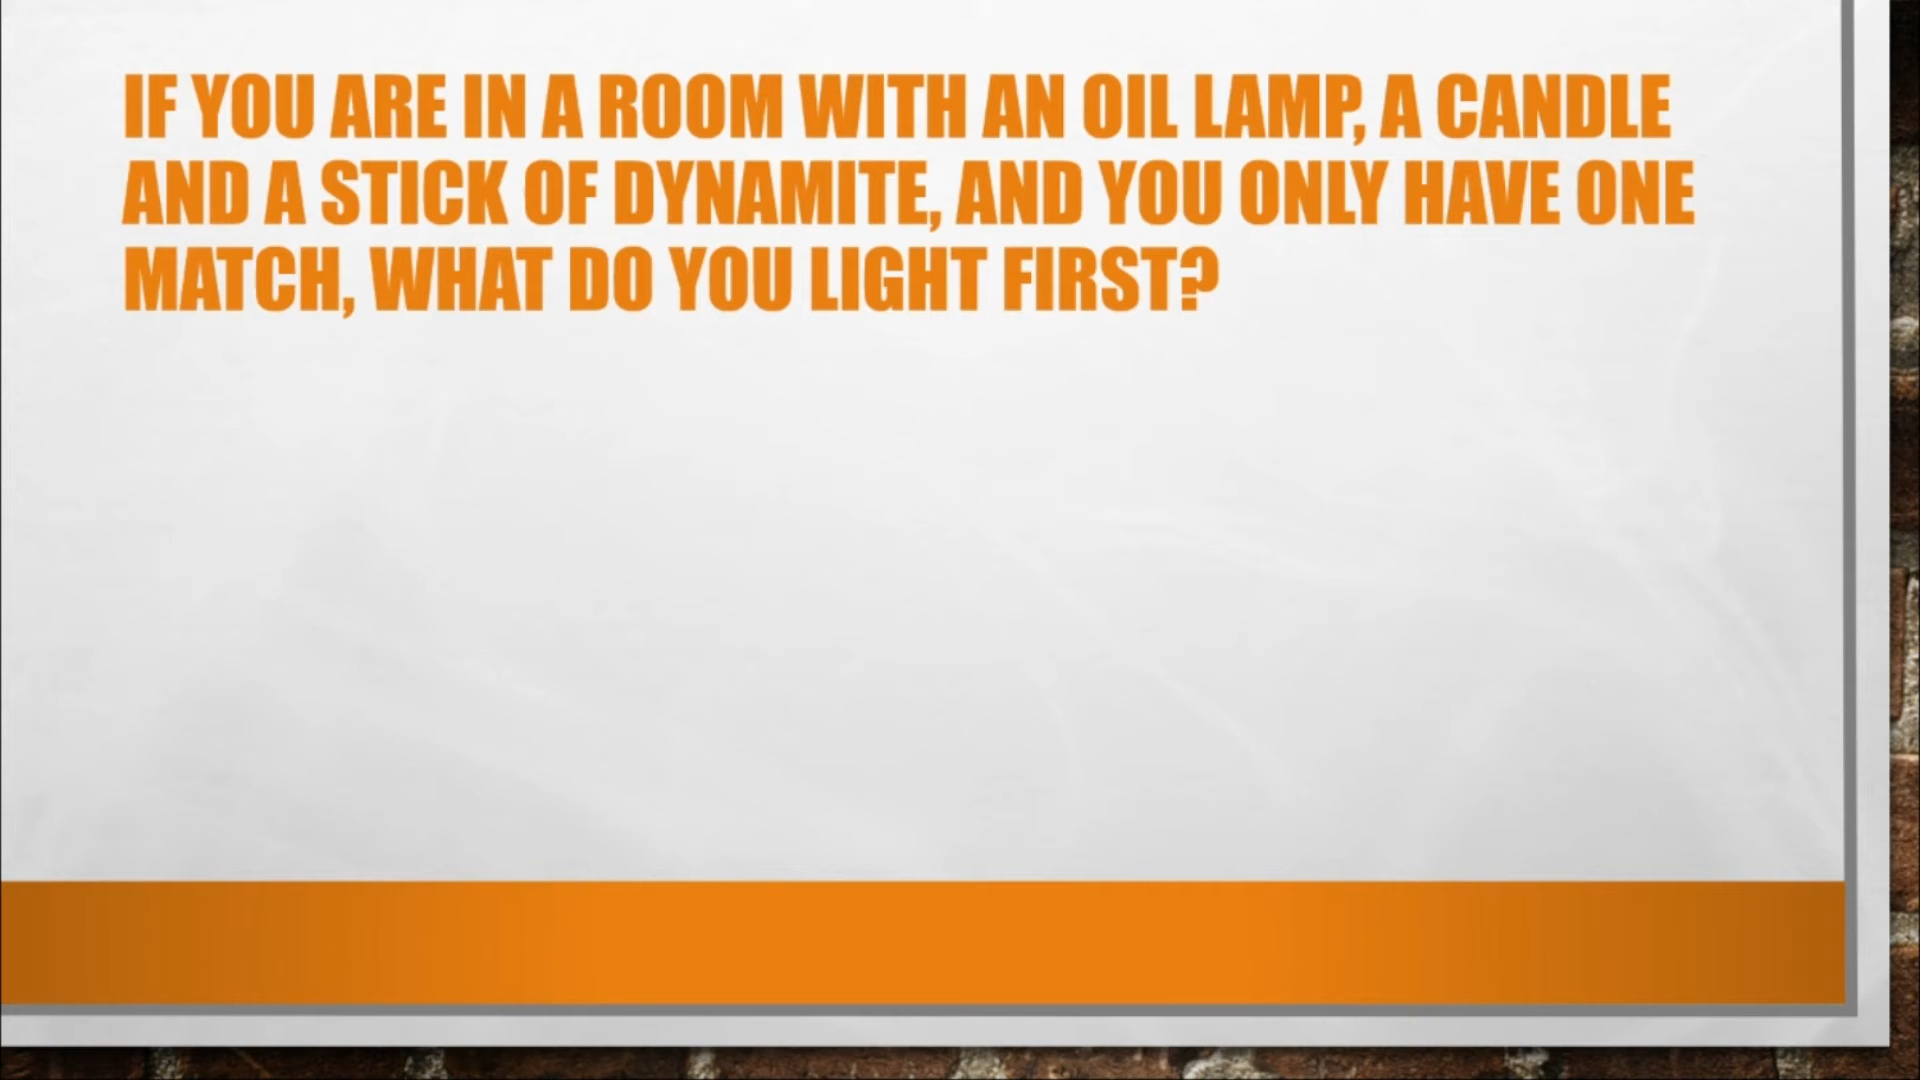 IF YOU ARE IN A ROOM WITH AN OIL LAMP, A CANDLE
AND A STICK OF DYNAMITE, AND YOU ONLY HAVE ONE
MATCH, WHAT DO YOU LIGHT FIRST?